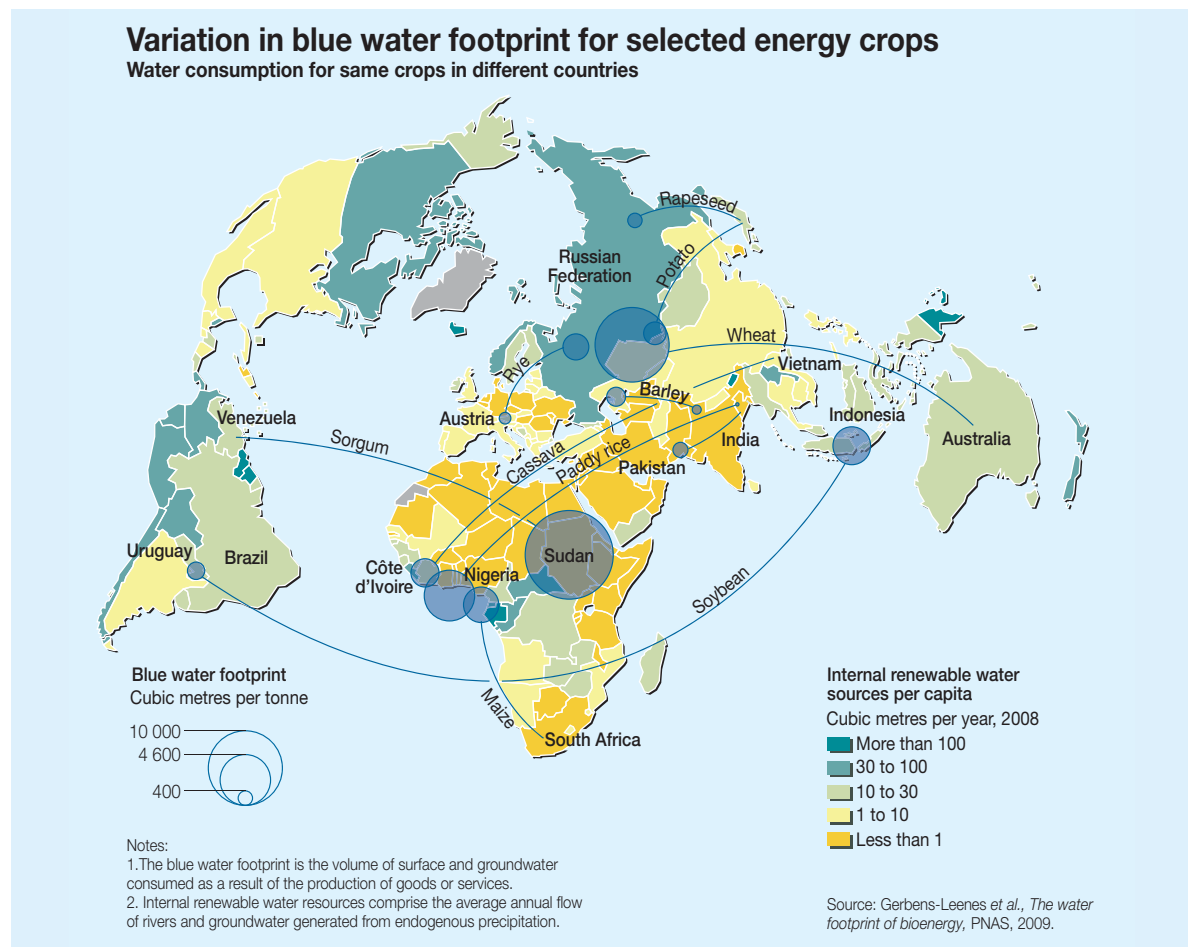 Variation in blue water footprint for selected energy crops
Water consumption for same crops in different countries
Rapeseed
Russian
Federation
Potato
Wheat
Vietnam
Rye
Barley
Austria
Venezuela
Indonesia
Sorgum
Cassava
Paddy rice
Pakistan
India
Australia
Uruguay
Brazil
Côte
d'Ivoire
Nigeria
Sudan
Soybean
Maize
South Africa
Blue water footprint
Cubic metres per tonne
10 000
4 600
400
Internal renewable water
sources per capita
Cubic metres per year, 2008
More than 100
30 to 100
10 to 30
1 to 10
Less than 1
Notes:
1.The blue water footprint is the volume of surface and groundwater
consumed as a result of the production of goods or services.
2. Internal renewable water resources comprise the average annual flow
of rivers and groundwater generated from endogenous precipitation.
Source: Gerbens-Leenes et al., The water
footprint of bioenergy, PNAS, 2009.